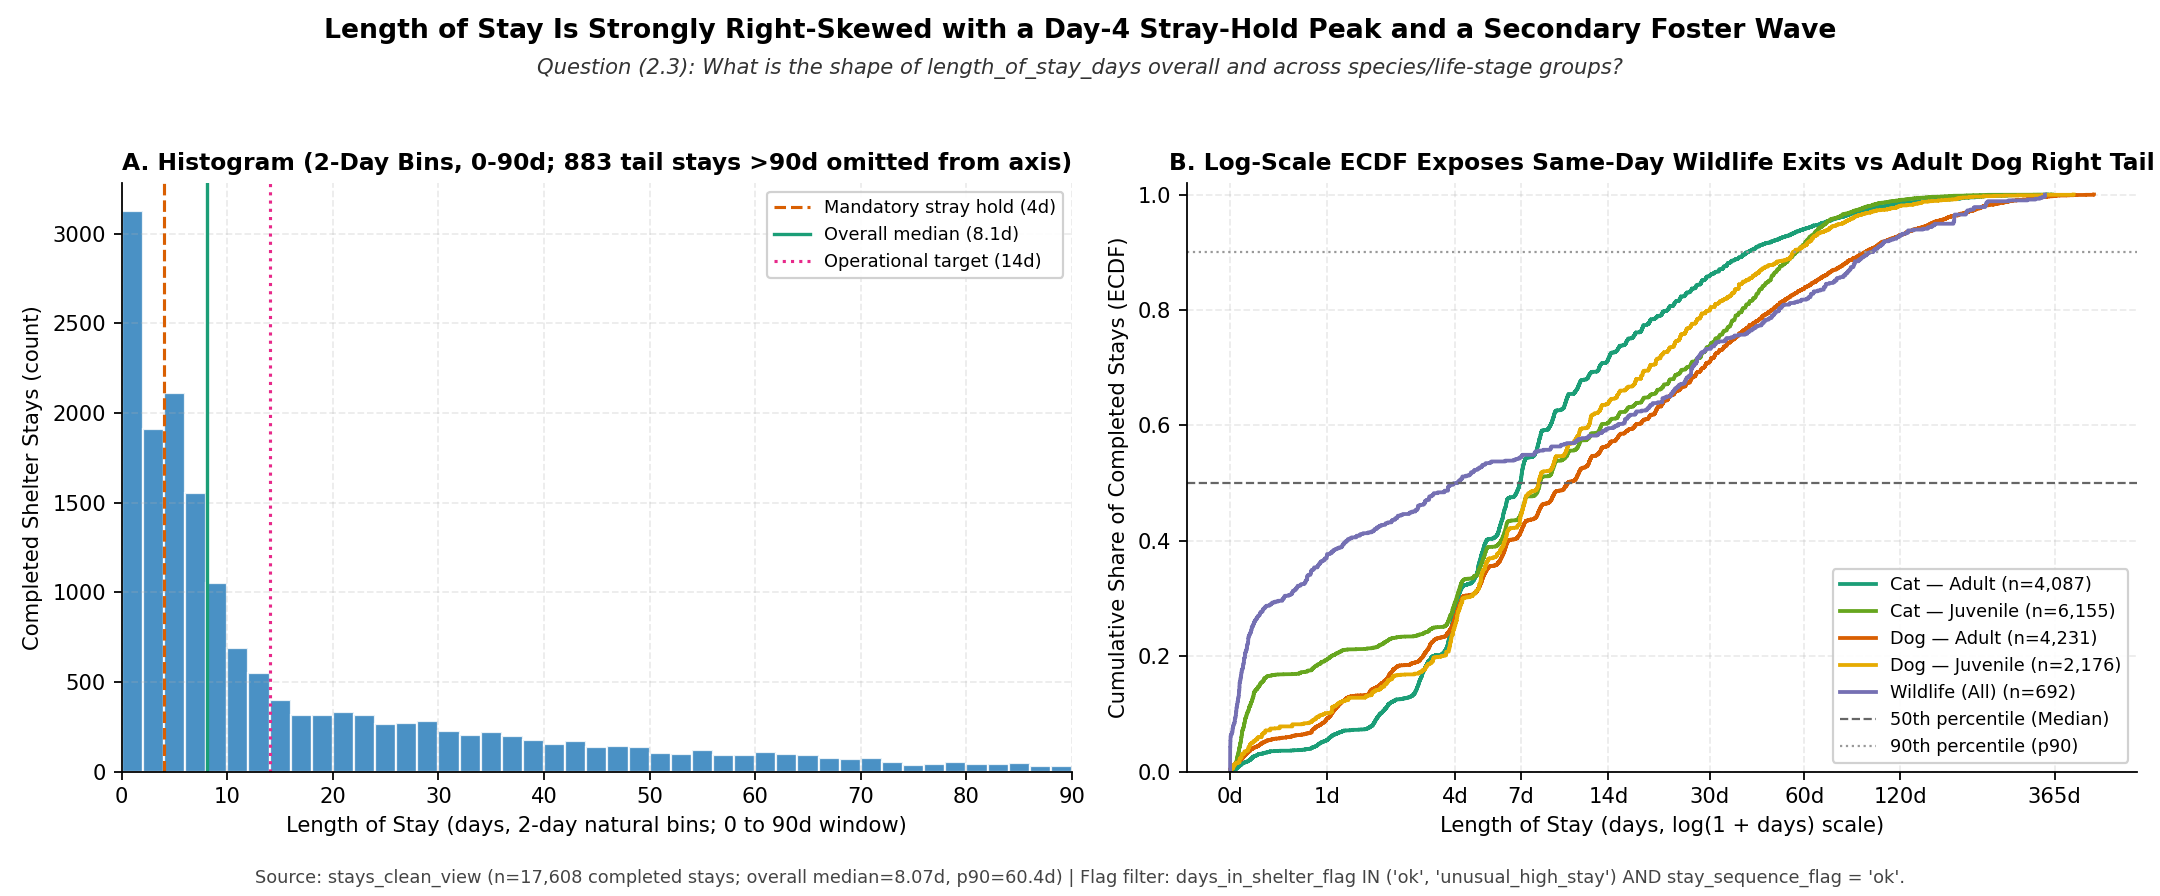 Length of Stay Is Strongly Right-Skewed with a Day-4 Stray-Hold Peak and a Secondary Foster Wave
Question (2.3): What is the shape of length_of_stay_days overall and across species/life-stage groups?
A. Histogram (2-Day Bins, 0-90d; 883 tail stays >90d omitted from axis)
Completed Shelter Stays (count)
3000
2500
2000
1500
1000
500
0
Mandatory stray hold (4d)
Overall median (8.1d)
Operational target (14d)
0 10 20 30 40 50 60 70 80 90
Length of Stay (days, 2-day natural bins; 0 to 90d window)
B. Log-Scale ECDF Exposes Same-Day Wildlife Exits vs Adult Dog Right Tail
Cumulative Share of Completed Stays (ECDF)
1.0
0.8
0.6
0.4
0.2
0.0
Cat — Adult (n=4,087)
Cat — Juvenile (n=6,155)
Dog — Adult (n=4,231)
Dog — Juvenile (n=2,176)
Wildlife (All) (n=692)
50th percentile (Median)
90th percentile (p90)
0d 1d 4d 7d 14d 30d 60d 120d 365d
Length of Stay (days, log(1 + days) scale)
Source: stays_clean_view (n=17,608 completed stays; overall median=8.07d, p90=60.4d) | Flag filter: days_in_shelter_flag IN ('ok', 'unusual_high_stay') AND stay_sequence_flag = 'ok'.